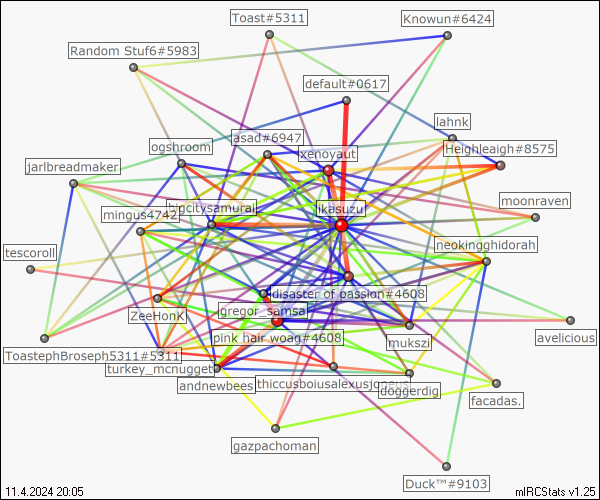 Toast#5311
Knowun#6424
Random Stuf6#5983
default#0617
lahnk
asad#6947
ogshroom
xenoyaut
Heighleaigh#8575
jarlbreadmaker
moonraven
bigcitysamurai
ikasuzu
mingus4742
neokingghidorah
tescoroll
disaster of passion#4608
gregor_samsa
ZeeHonK
pink hair woag#4608
mukszi
avelicious
ToastephBroseph5311#5311
turkey_mcnugget
andnewbees
doggerdig
facadas.
gazpachoman
Duck™#9103
11.4.2024 20:05
mIRCStats v1.25